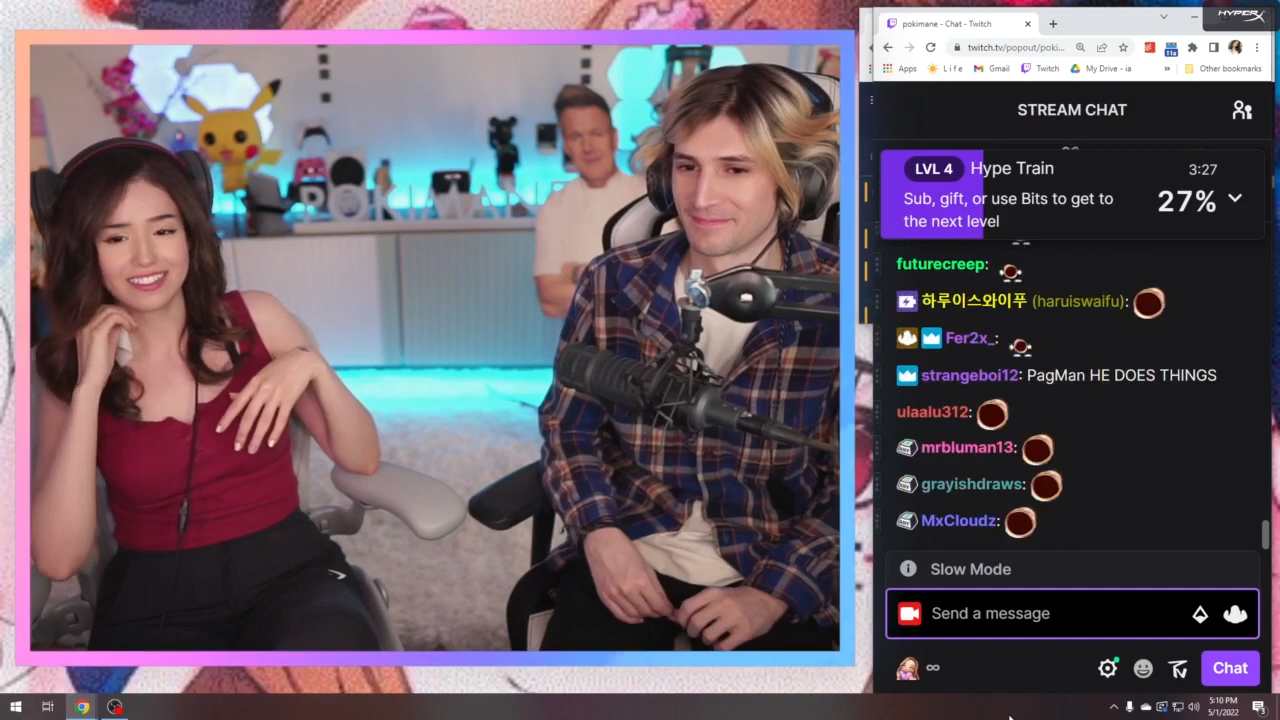 HYPERX
pokimane - Chat - Twitch
twitch.tv/popout/poki...
11a
Apps
L i f e
Gmail
Twitch
My Drive - ia
»
Other bookmarks
STREAM CHAT
LVL 4 Hype Train 3:27
Sub, gift, or use Bits to get to
the next level
27%
futurecreep:
하루이스와이푸 (haruiswaifu):
Fer2x_:
strangeboi12: PagMan HE DOES THINGS
ulaalu312:
mrbluman13:
grayishdraws:
MxCloudz:
Slow Mode
Send a message
∞
Chat
5:10 PM
5/1/2022
3